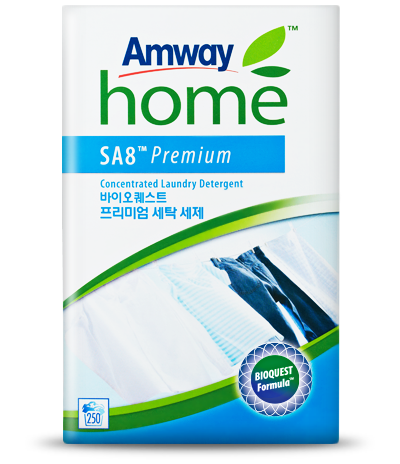 Amway™
home
SA8™ Premium
Concentrated Laundry Detergent
바이오퀘스트
프리미엄 세탁 세제
BIOQUEST
Formula™
250